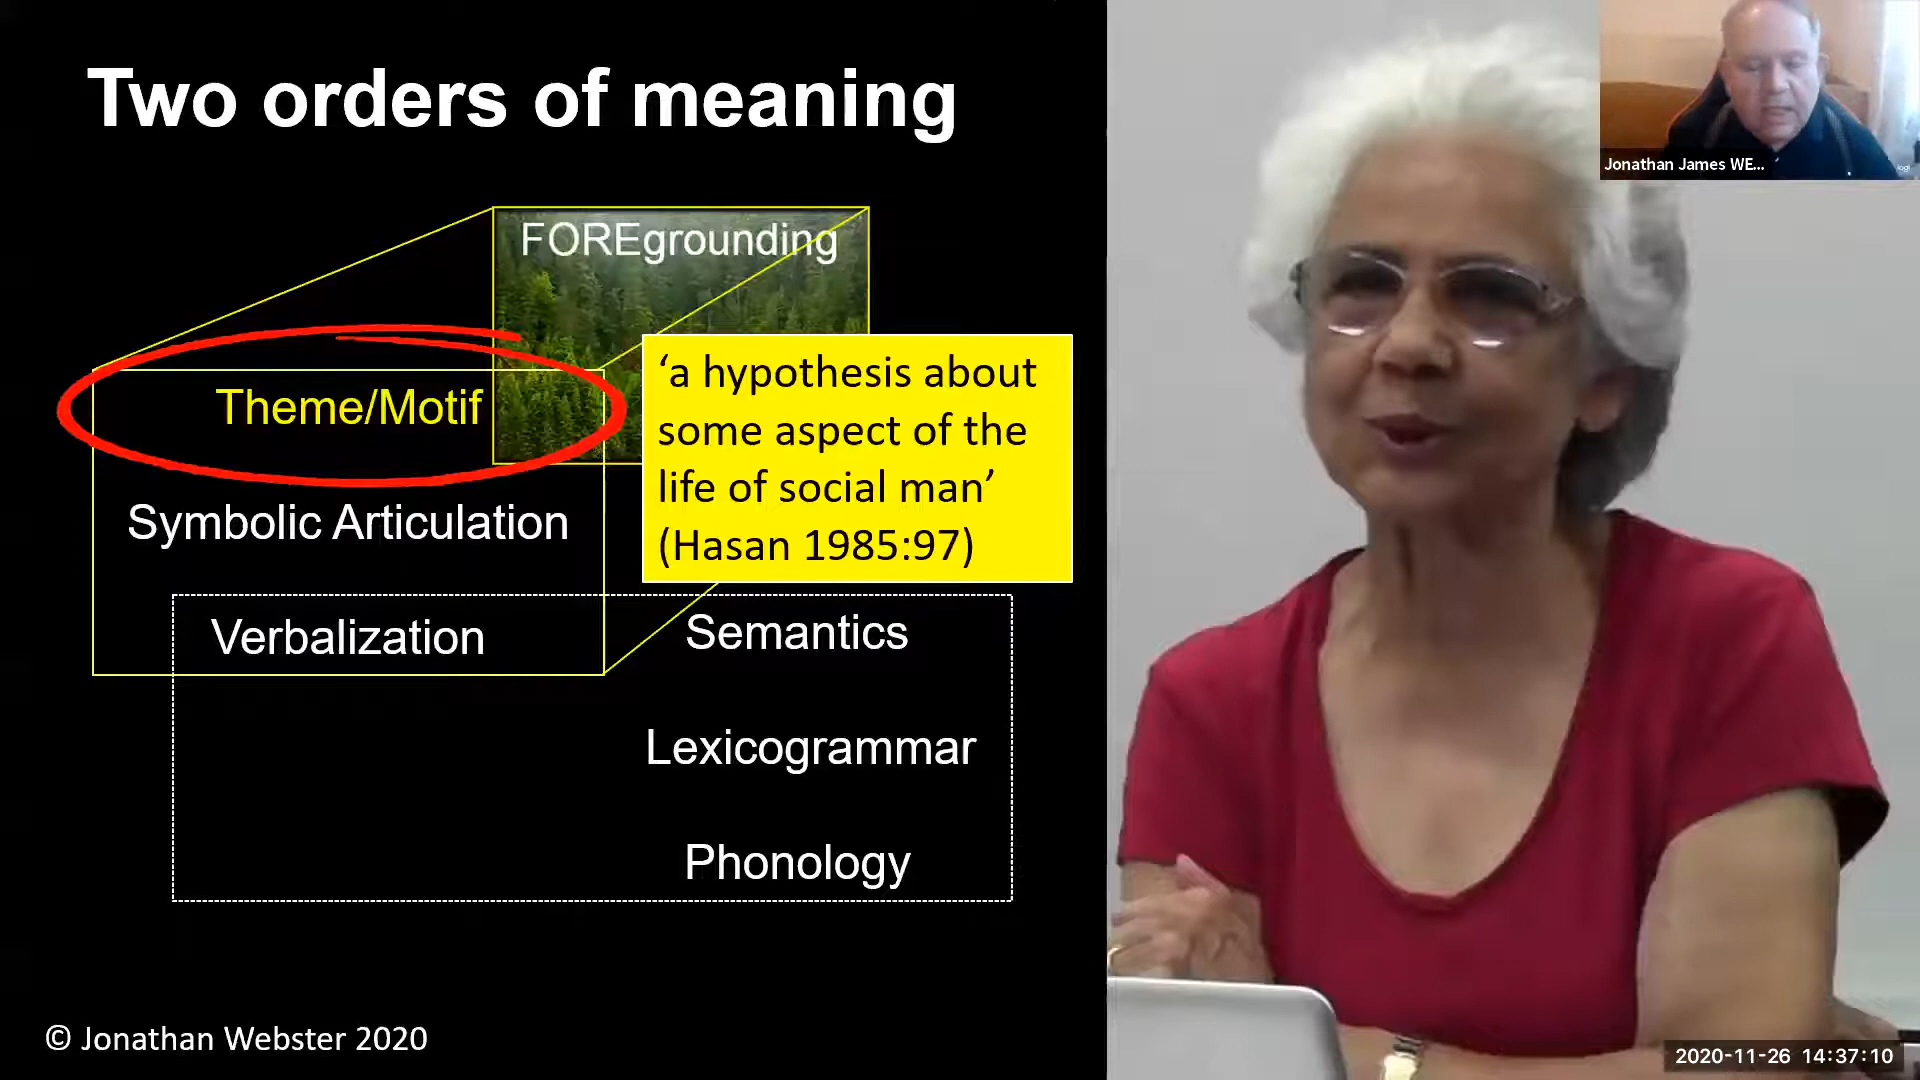 Two orders of meaning
FOREgrounding
Theme/Motif
‘a hypothesis about
some aspect of the
life of social man’
(Hasan 1985:97)
Symbolic Articulation
Verbalization
Semantics
Lexicogrammar
Phonology
© Jonathan Webster 2020
Jonathan James WE...
logi
2020-11-26 14:37:10